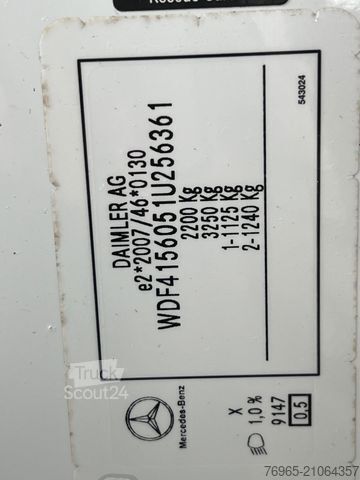 DAIMLER AG
e2*2007/46*0130
WDF4156051U256361
2200 Kg
3250 Kg
1-1125 Kg
2-1240 Kg
543024
Mercedes-Benz
X
1,0%
9147
0.5
Truck
Scout24
76965-21064357